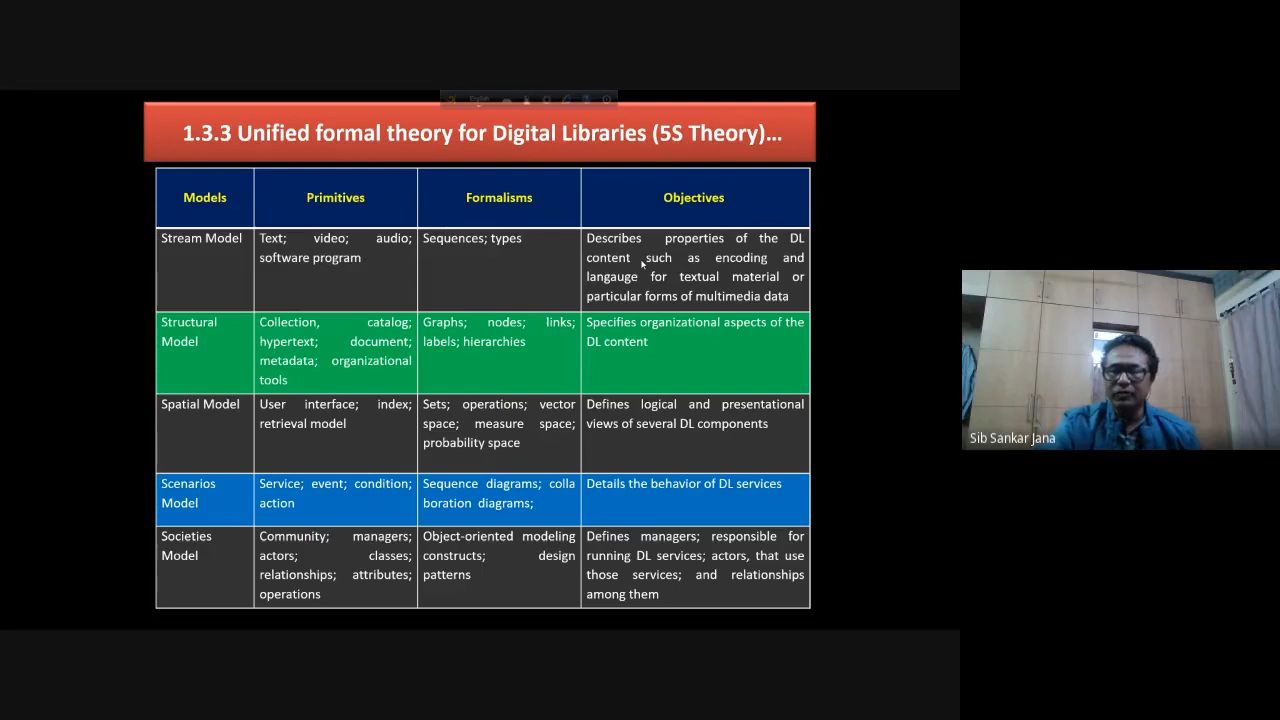 English
1.3.3 Unified formal theory for Digital Libraries (5S Theory)...
Models Primitives Formalisms Objectives
Stream Model
Text; video; audio;
software program
Sequences; types
Describes properties of the DL
content such as encoding and
langauge for textual material or
particular forms of multimedia data
Structural
Model
Collection, catalog;
hypertext; document;
metadata; organizational
tools
Graphs; nodes; links;
labels; hierarchies
Specifies organizational aspects of the
DL content
Spatial Model
User interface; index;
retrieval model
Sets; operations; vector
space; measure space;
probability space
Defines logical and presentational
views of several DL components
Scenarios
Model
Service; event; condition;
action
Sequence diagrams; colla
boration diagrams;
Details the behavior of DL services
Societies
Model
Community; managers;
actors; classes;
relationships; attributes;
operations
Object-oriented modeling
constructs; design
patterns
Defines managers; responsible for
running DL services; actors, that use
those services; and relationships
among them
Sib Sankar Jana